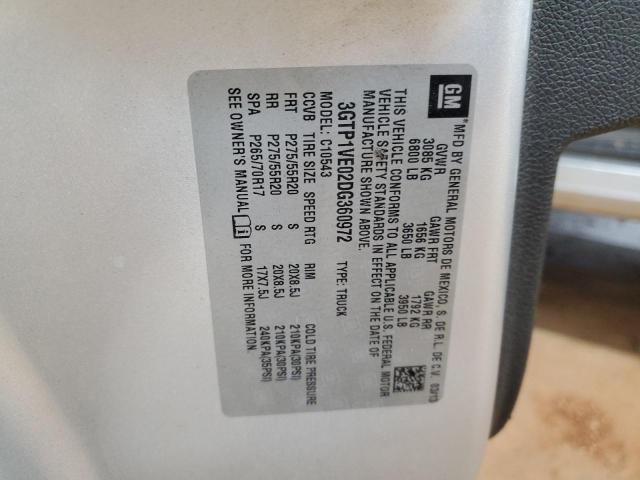 GM
*MFD BY GENERAL MOTORS DE MEXICO, S. DE R.L. DE C.V. 03/13
GVWR GAWR FRT GAWR RR
3085 KG 1656 KG 1792 KG
6800 LB 3650 LB 3950 LB
THIS VEHICLE CONFORMS TO ALL APPLICABLE U.S. FEDERAL MOTOR
VEHICLE SAFETY STANDARDS IN EFFECT ON THE DATE OF
MANUFACTURE SHOWN ABOVE.
3GTP1VE02DG360972 TYPE: TRUCK
MODEL: C10543
CCVB TIRE SIZE SPEED RTG RIM COLD TIRE PRESSURE
FRT P275/55R20 S 20X8.5J 210KPA(30PSI)
RR P275/55R20 S 20X8.5J 210KPA(30PSI)
SPA P265/70R17 S 17X7.5J 240KPA(35PSI)
SEE OWNER'S MANUAL FOR MORE INFORMATION.